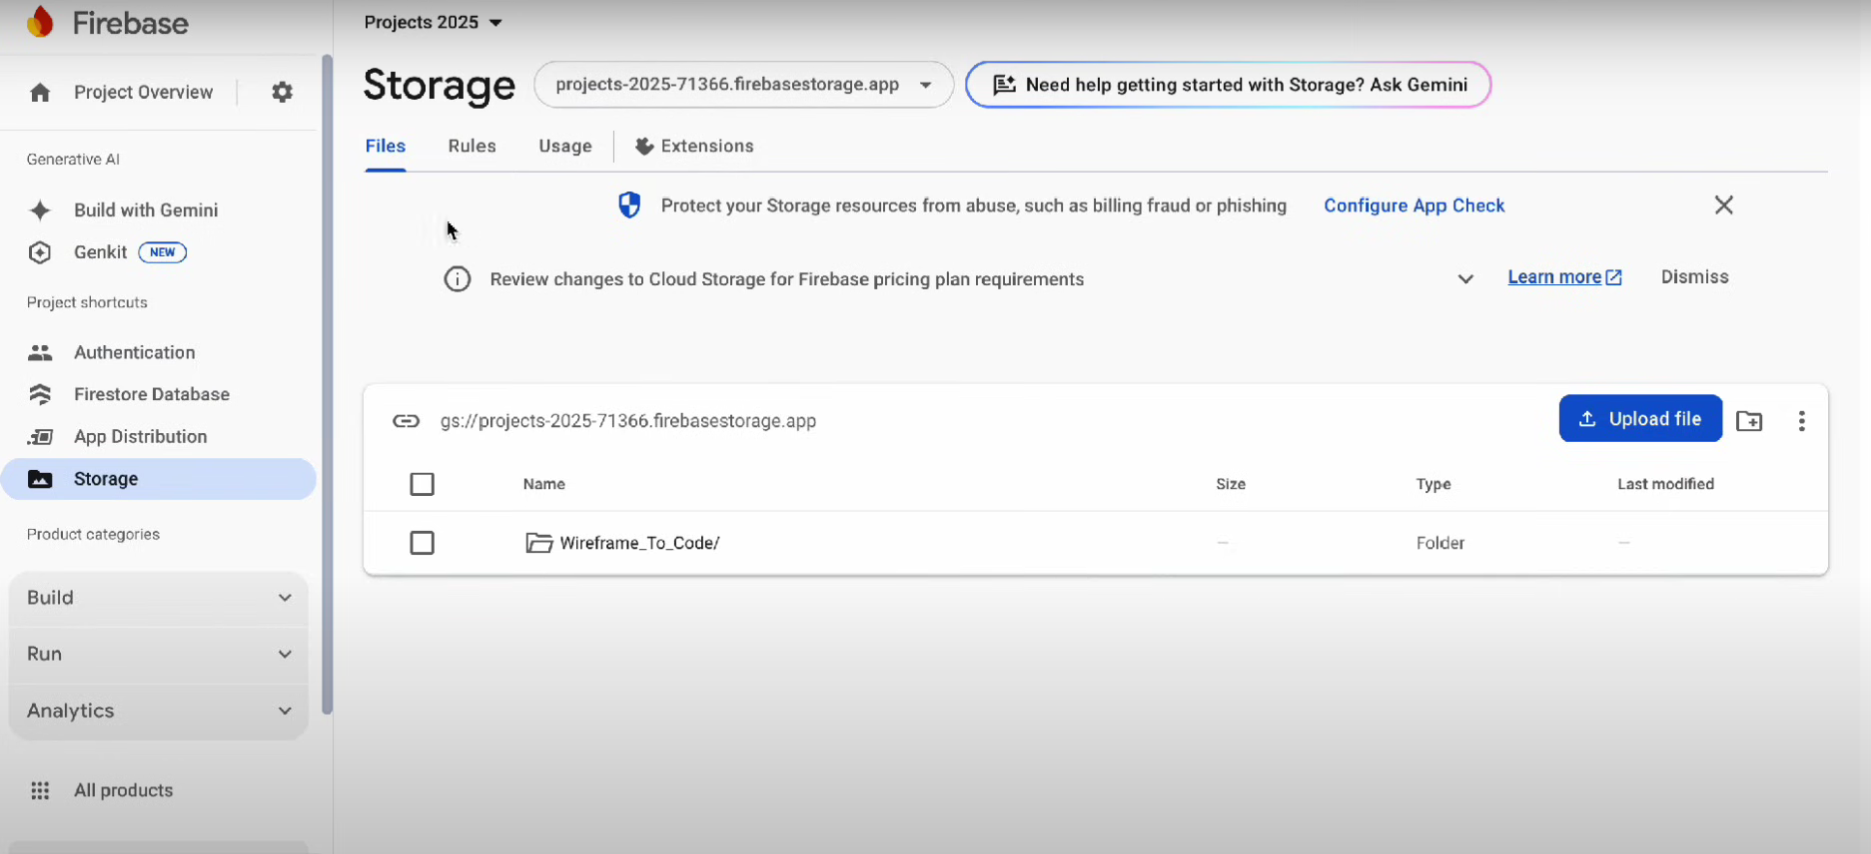 Firebase
Project Overview
Generative AI
Build with Gemini
Genkit NEW
Project shortcuts
Authentication
Firestore Database
App Distribution
Storage
Product categories
Build
Run
Analytics
All products
Projects 2025
Storage projects-2025-71366.firebasestorage.app Need help getting started with Storage? Ask Gemini
Files Rules Usage Extensions
Protect your Storage resources from abuse, such as billing fraud or phishing Configure App Check
Review changes to Cloud Storage for Firebase pricing plan requirements Learn more Dismiss
gs://projects-2025-71366.firebasestorage.app Upload file
Name Size Type Last modified
Wireframe_To_Code/ — Folder —